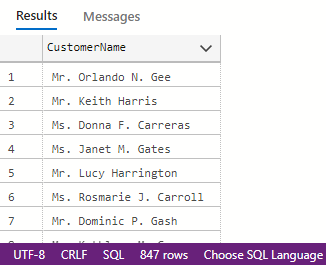 Results Messages
CustomerName
1 Mr. Orlando N. Gee
2 Mr. Keith Harris
3 Ms. Donna F. Carreras
4 Ms. Janet M. Gates
5 Mr. Lucy Harrington
6 Ms. Rosmarie J. Carroll
7 Mr. Dominic P. Gash
UTF-8 CRLF SQL 847 rows Choose SQL Language